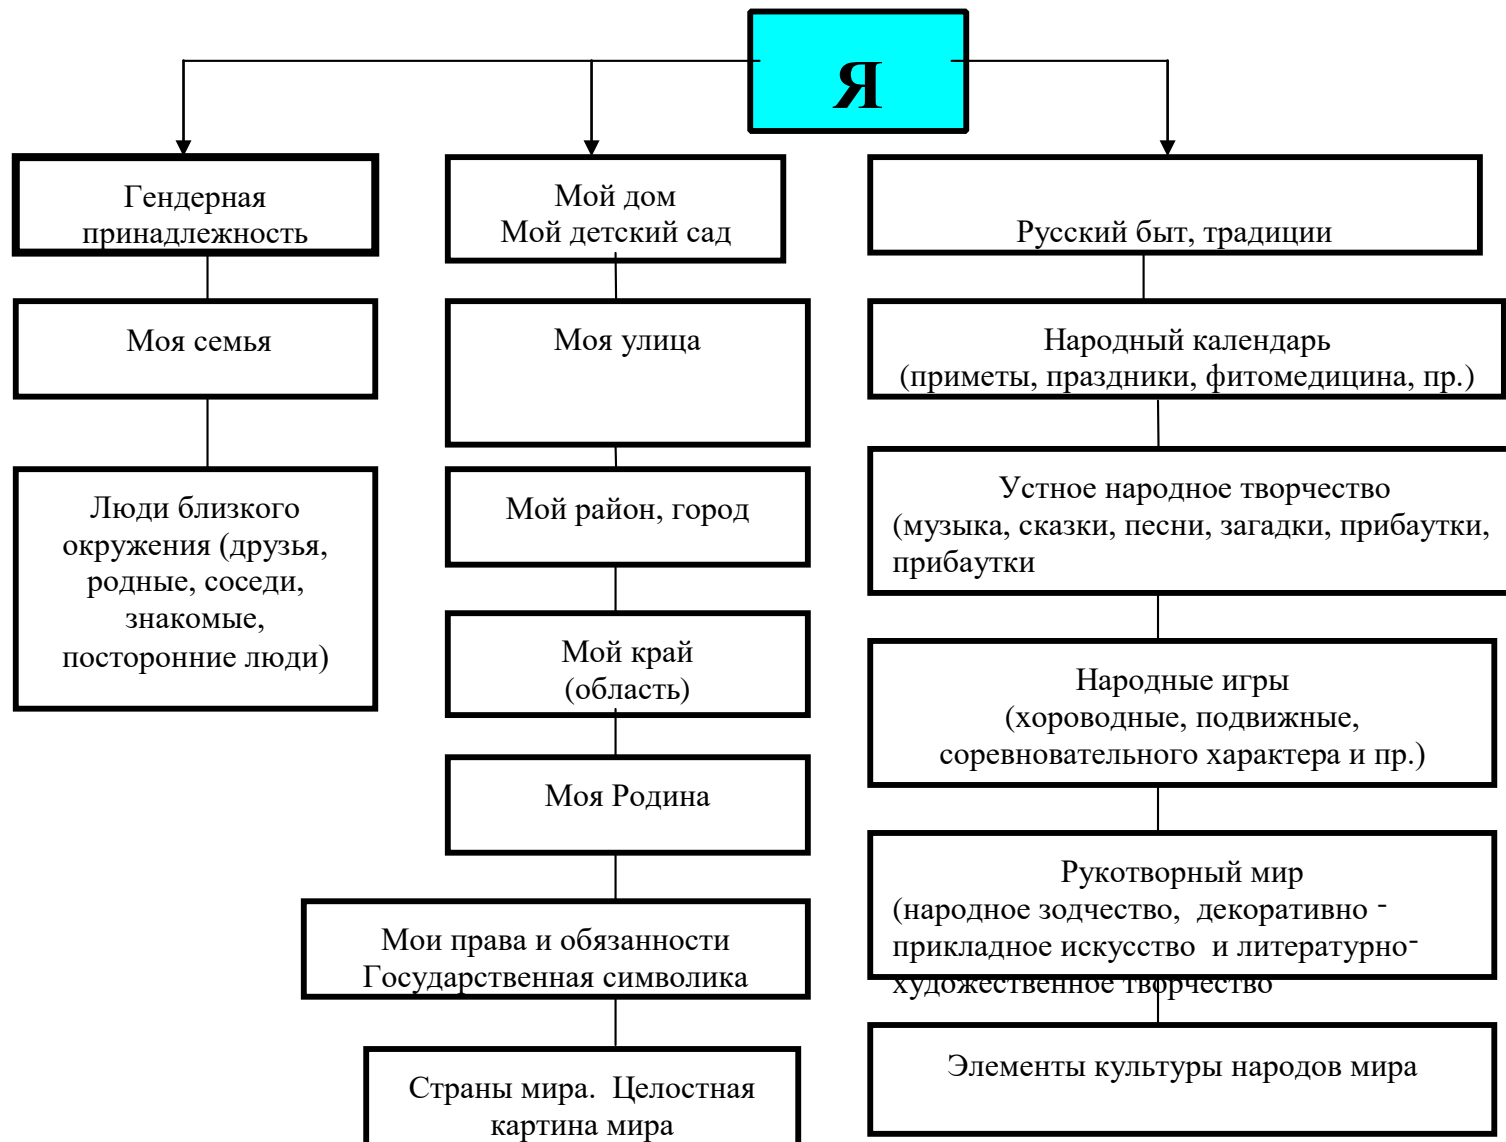 Я
Гендерная
принадлежность
Моя семья
Люди близкого
окружения (друзья,
родные, соседи,
знакомые,
посторонние люди)
Мой дом
Мой детский сад
Моя улица
Мой район, город
Мой край
(область)
Моя Родина
Мои права и обязанности
Государственная символика
Страны мира.  Целостная
картина мира
Русский быт, традиции
Народный календарь
(приметы, праздники, фитомедицина, пр.)
Устное народное творчество
(музыка, сказки, песни, загадки, прибаутки,
прибаутки
Народные игры
(хороводные, подвижные,
соревновательного характера и пр.)
Рукотворный мир
(народное зодчество,  декоративно -
прикладное искусство  и литературно-
художественное творчество
Элементы культуры народов мира